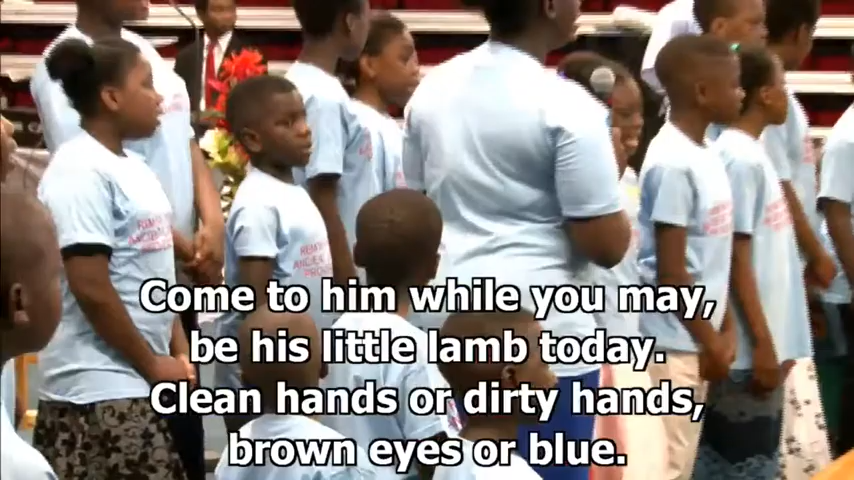 Come to him while you may,
be his little lamb today.
Clean hands or dirty hands,
brown eyes or blue.